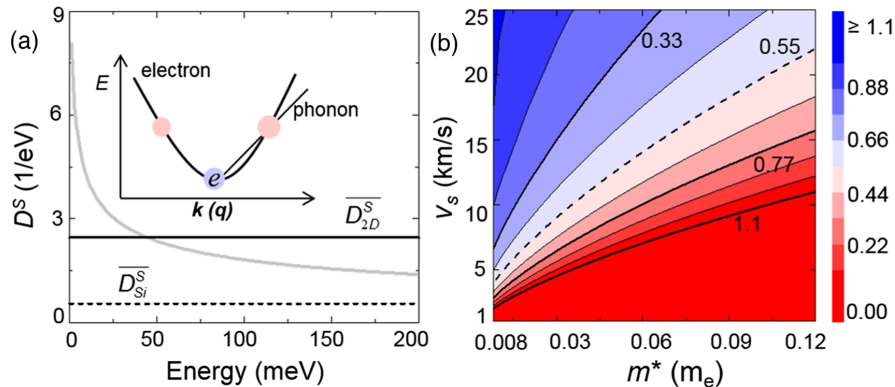 (a)
D^S (1/eV)
9
6
3
0
E
electron
phonon
e
k (q)
D^S_2D
D^S_Si
0
50
100
150
200
Energy (meV)
(b)
v_s (km/s)
25
20
15
10
5
1
0.33
0.55
0.77
1.1
0.008
0.03
0.06
0.09
0.12
m* (m_e)
≥ 1.1
0.88
0.66
0.44
0.22
0.00